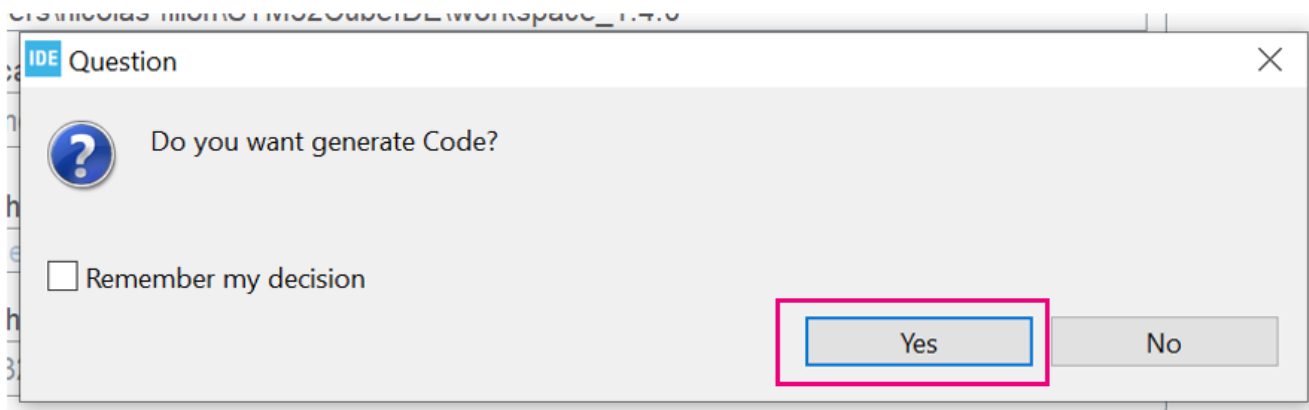 IDE Question
Do you want generate Code?
Remember my decision
Yes
No